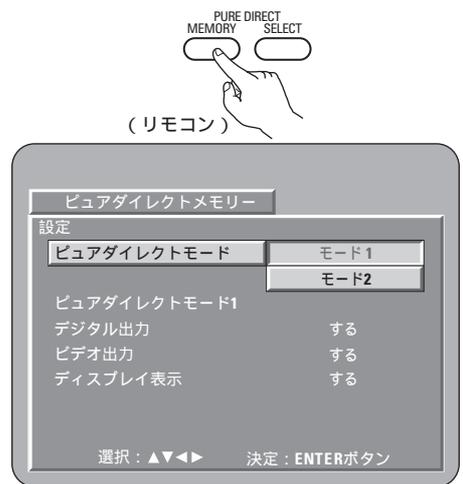 PURE DIRECT
MEMORY SELECT
(リモコン)
ピュアダイレクトメモリー
設定
ピュアダイレクトモード モード1
モード2
ピュアダイレクトモード1
デジタル出力 する
ビデオ出力 する
ディスプレイ表示 する
選択:▲▼◀▶ 決定:ENTERボタン